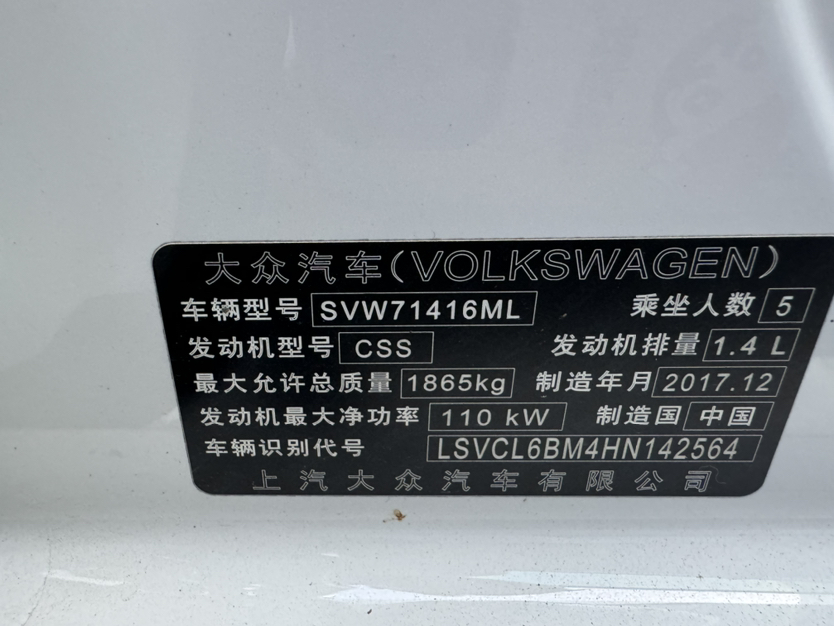 大众汽车(VOLKSWAGEN)
车辆型号 SVW71416ML 乘坐人数 5
发动机型号 CSS 发动机排量 1.4 L
最大允许总质量 1865kg 制造年月 2017.12
发动机最大净功率 110 kW 制造国 中国
车辆识别代号 LSVCL6BM4HN142564
上汽大众汽车有限公司